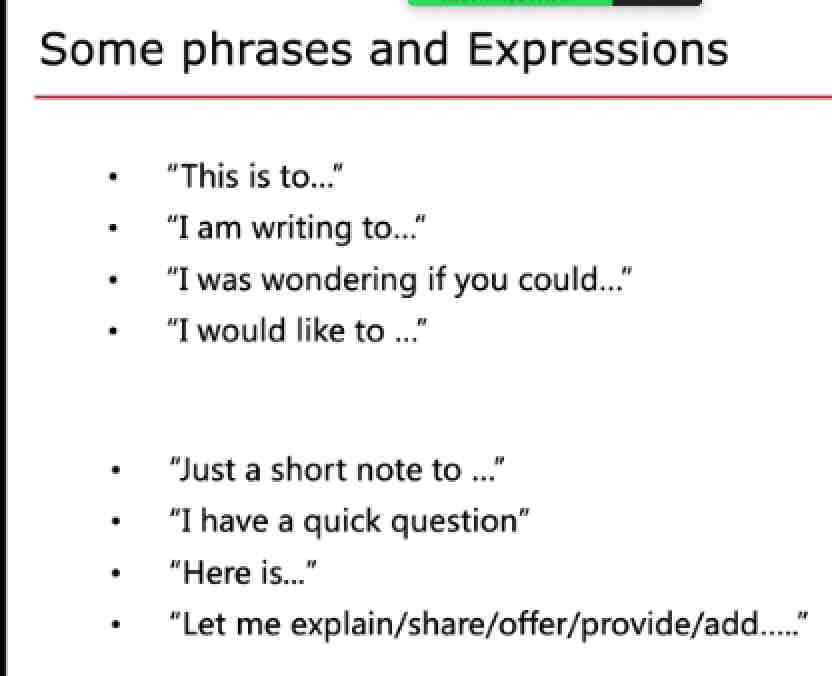 Some phrases and Expressions
• “This is to...”
• “I am writing to...”
• “I was wondering if you could...”
• “I would like to ...”
• “Just a short note to ...”
• “I have a quick question”
• “Here is...”
• “Let me explain/share/offer/provide/add.....”